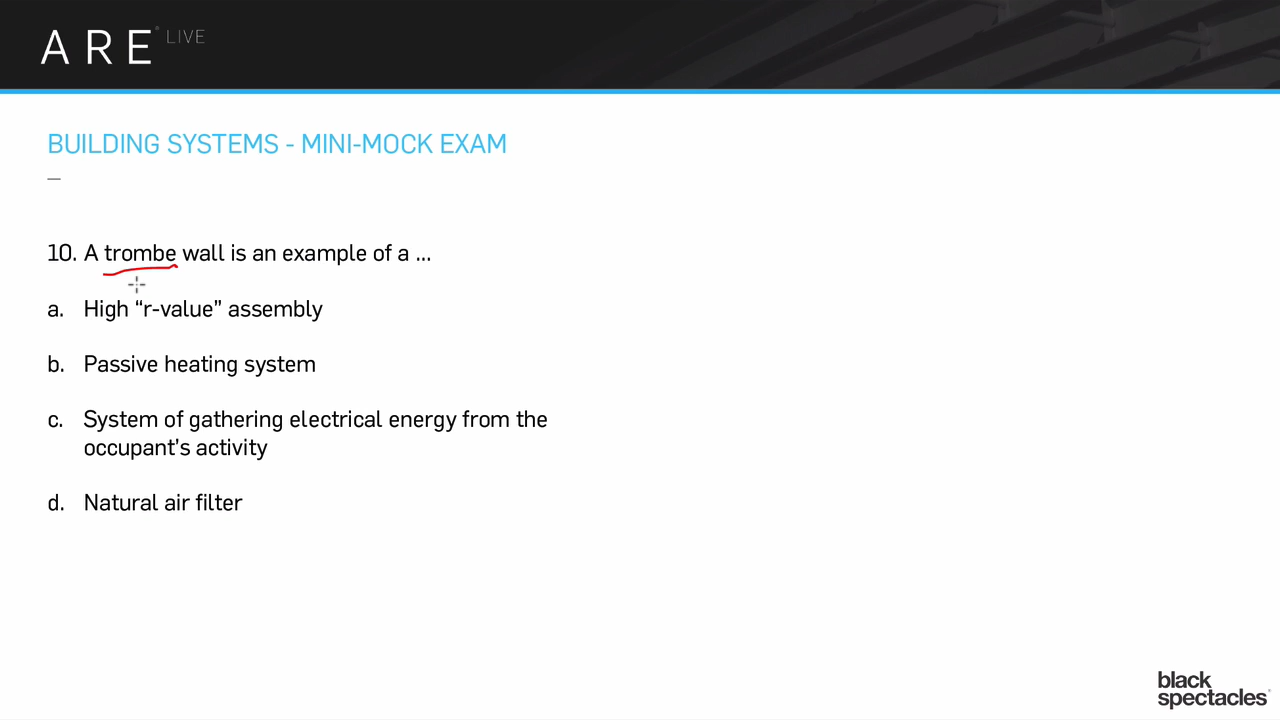 ARE® LIVE
BUILDING SYSTEMS - MINI-MOCK EXAM
10. A trombe wall is an example of a ...
a. High “r-value” assembly
b. Passive heating system
c. System of gathering electrical energy from the
occupant's activity
d. Natural air filter
black
spectacles®